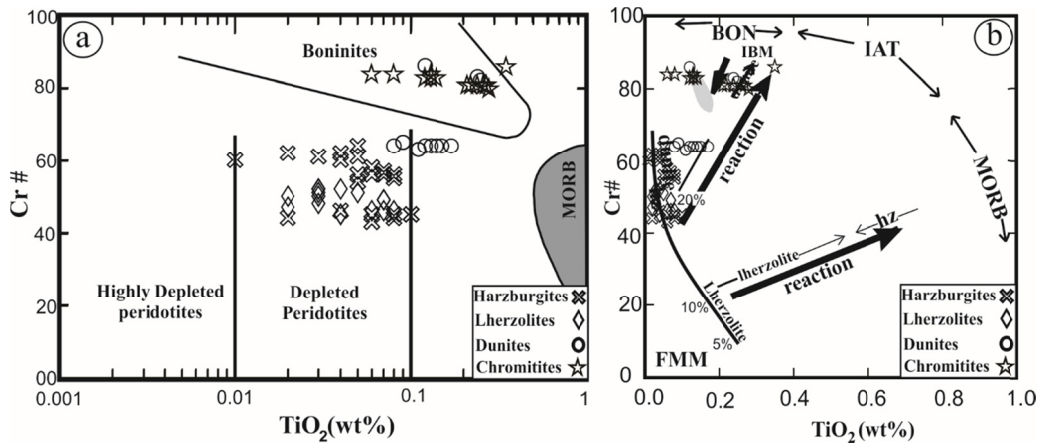 a
Boninites
100
80
60
40
20
00
Cr #
MORB
Highly Depleted
peridotites
Depleted
Peridotites
Harzburgites
Lherzolites
Dunites
Chromitites
0.001
0.01
0.1
1
TiO2(wt%)
b
BON
IBM
IAT
MORB
100
80
60
40
20
0
Cr#
reaction
20%
hz
lherzolite
reaction
Lherzolite
10%
5%
FMM
Harzburgites
Lherzolites
Dunites
Chromitites
0.0
0.2
0.4
0.6
0.8
1.0
TiO2(wt%)